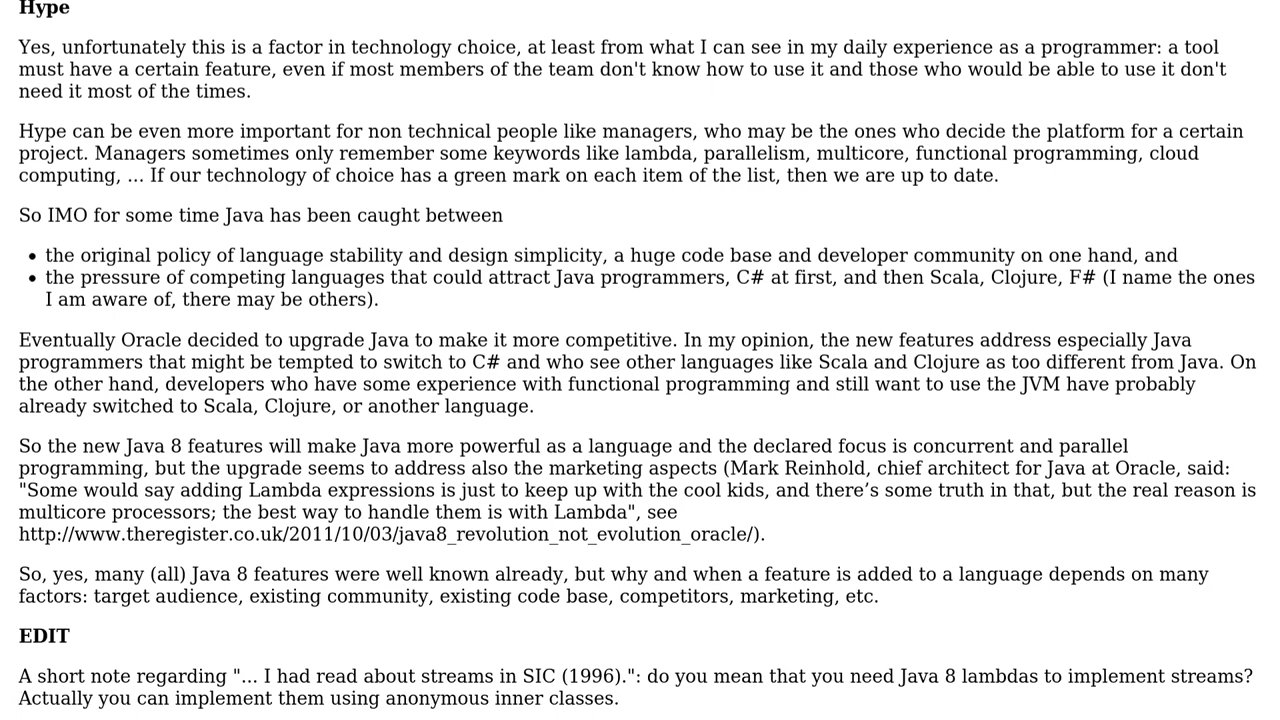 Hype
Yes, unfortunately this is a factor in technology choice, at least from what I can see in my daily experience as a programmer: a tool
must have a certain feature, even if most members of the team don't know how to use it and those who would be able to use it don't
need it most of the times.
Hype can be even more important for non technical people like managers, who may be the ones who decide the platform for a certain
project. Managers sometimes only remember some keywords like lambda, parallelism, multicore, functional programming, cloud
computing, ... If our technology of choice has a green mark on each item of the list, then we are up to date.
So IMO for some time Java has been caught between
• the original policy of language stability and design simplicity, a huge code base and developer community on one hand, and
• the pressure of competing languages that could attract Java programmers, C# at first, and then Scala, Clojure, F# (I name the ones
I am aware of, there may be others).
Eventually Oracle decided to upgrade Java to make it more competitive. In my opinion, the new features address especially Java
programmers that might be tempted to switch to C# and who see other languages like Scala and Clojure as too different from Java. On
the other hand, developers who have some experience with functional programming and still want to use the JVM have probably
already switched to Scala, Clojure, or another language.
So the new Java 8 features will make Java more powerful as a language and the declared focus is concurrent and parallel
programming, but the upgrade seems to address also the marketing aspects (Mark Reinhold, chief architect for Java at Oracle, said:
"Some would say adding Lambda expressions is just to keep up with the cool kids, and there’s some truth in that, but the real reason is
multicore processors; the best way to handle them is with Lambda", see
http://www.theregister.co.uk/2011/10/03/java8_revolution_not_evolution_oracle/).
So, yes, many (all) Java 8 features were well known already, but why and when a feature is added to a language depends on many
factors: target audience, existing community, existing code base, competitors, marketing, etc.
EDIT
A short note regarding "... I had read about streams in SIC (1996).": do you mean that you need Java 8 lambdas to implement streams?
Actually you can implement them using anonymous inner classes.